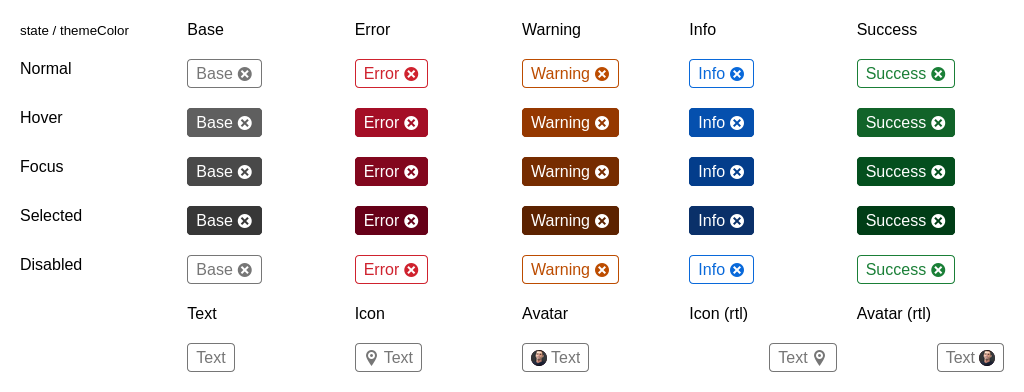 state / themeColor Base Error Warning Info Success
Normal Base Error Warning Info Success
Hover Base Error Warning Info Success
Focus Base Error Warning Info Success
Selected Base Error Warning Info Success
Disabled Base Error Warning Info Success
Text Icon Avatar Icon (rtl) Avatar (rtl)
Text Text Text Text Text